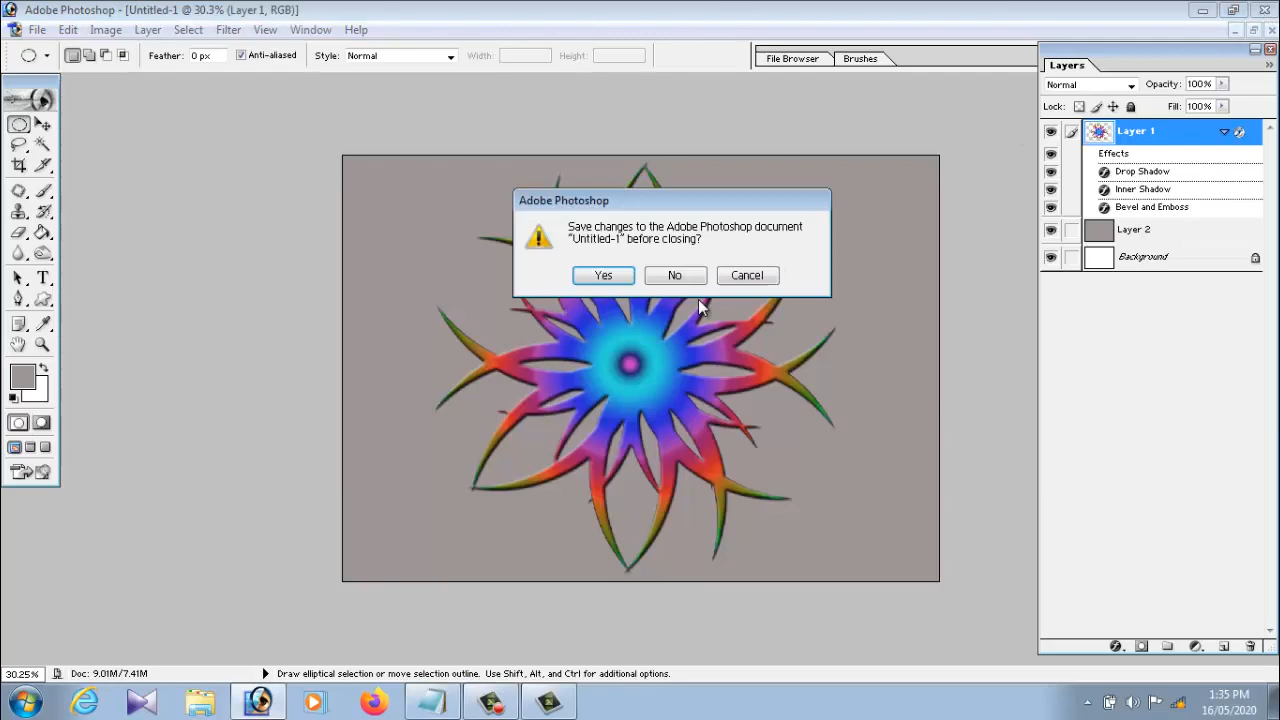 Adobe Photoshop - [Untitled-1 @ 30.3% (Layer 1, RGB)]
File Edit Image Layer Select Filter View Window Help
Feather: 0 px Anti-aliased Style: Normal Width: Height: File Browser Brushes
Layers
Normal Opacity: 100%
Lock: Fill: 100%
Layer 1
Effects
Drop Shadow
Inner Shadow
Bevel and Emboss
Layer 2
Background
Adobe Photoshop
Save changes to the Adobe Photoshop document
"Untitled-1" before closing?
Yes No Cancel
30.25% Doc: 9.01M/7.41M Draw elliptical selection or move selection outline. Use Shift, Alt, and Ctrl for additional options.
1:35 PM
16/05/2020